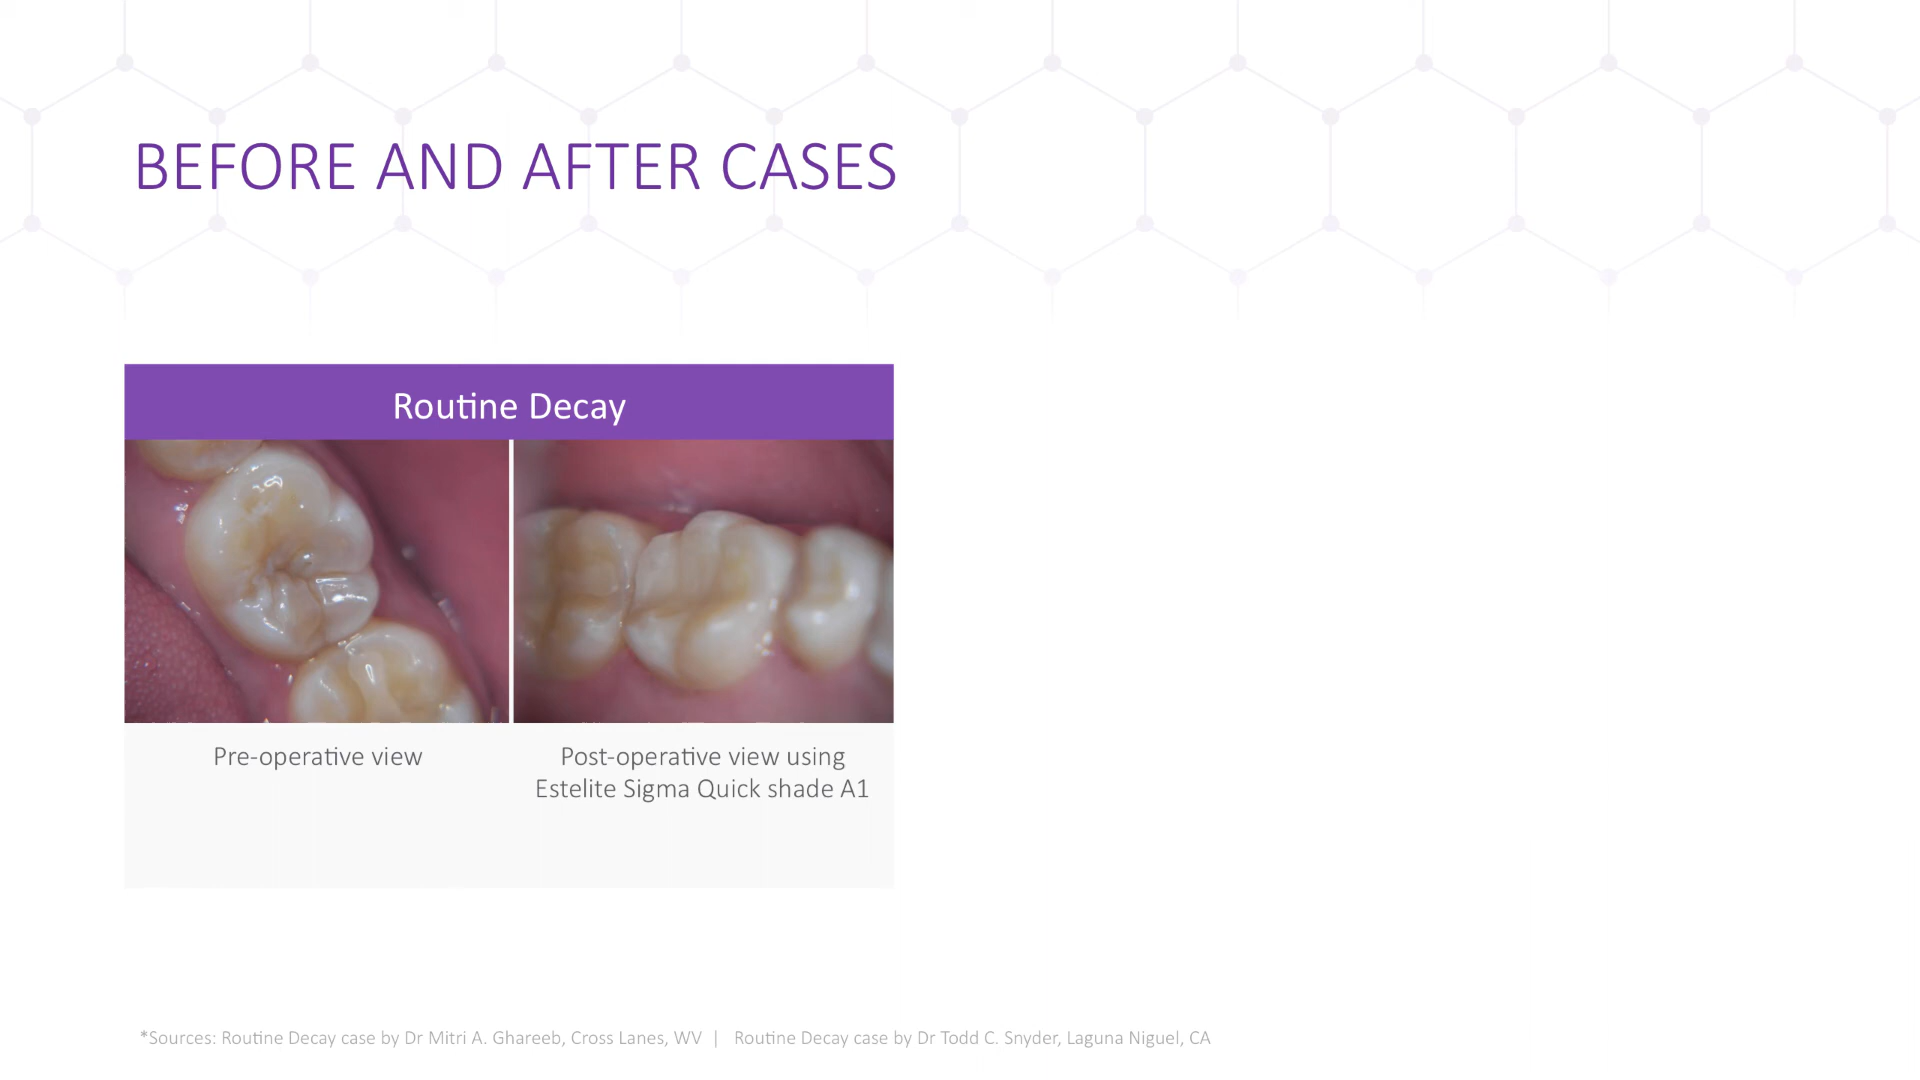 BEFORE AND AFTER CASES
Routine Decay
Pre-operative view
Post-operative view using
Estelite Sigma Quick shade A1
*Sources: Routine Decay case by Dr Mitri A. Ghareeb, Cross Lanes, WV | Routine Decay case by Dr Todd C. Snyder, Laguna Niguel, CA